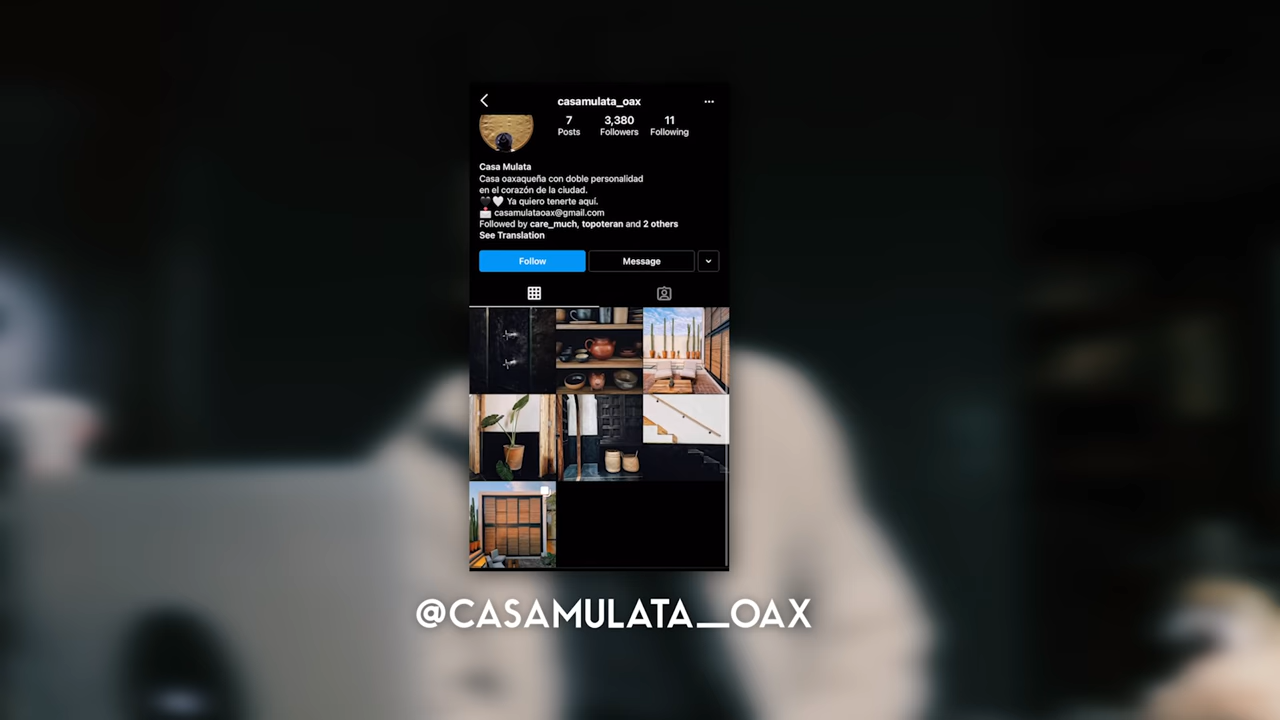 casamulata_oax
7 3,380 11
Posts Followers Following
Casa Mulata
Casa oaxaqueña con doble personalidad
en el corazón de la ciudad.
🖤🤍 Ya quiero tenerte aquí.
📩 casamulataoax@gmail.com
Followed by care_much, topoteran and 2 others
See Translation
Follow Message
@CASAMULATA_OAX